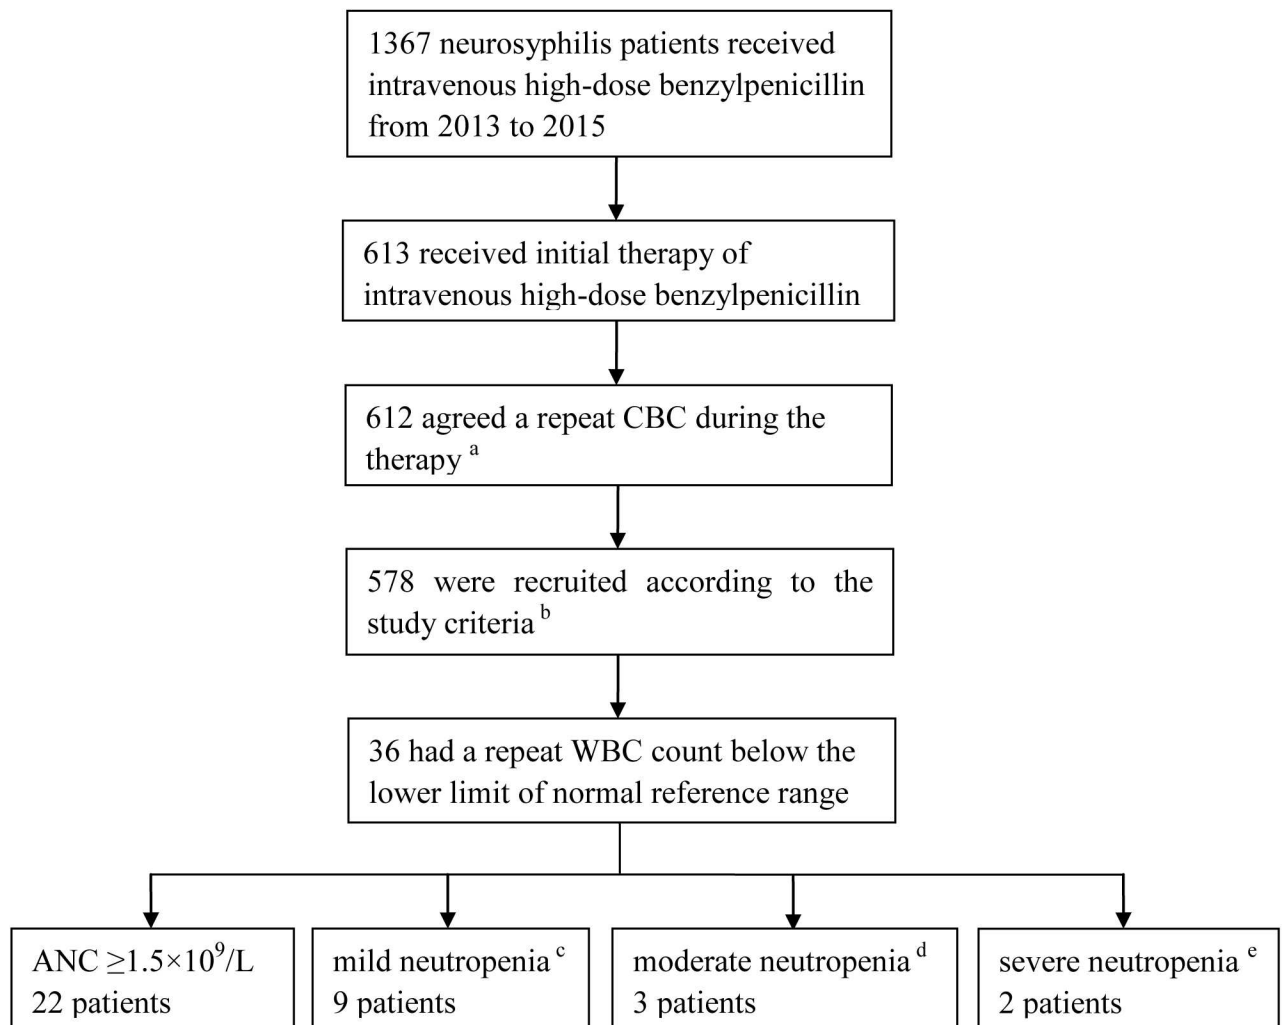 1367 neurosyphilis patients received
intravenous high-dose benzylpenicillin
from 2013 to 2015
613 received initial therapy of
intravenous high-dose benzylpenicillin
612 agreed a repeat CBC during the
therapy a
578 were recruited according to the
study criteria b
36 had a repeat WBC count below the
lower limit of normal reference range
ANC ≥1.5×10⁹/L
22 patients
mild neutropenia c
9 patients
moderate neutropenia d
3 patients
severe neutropenia e
2 patients